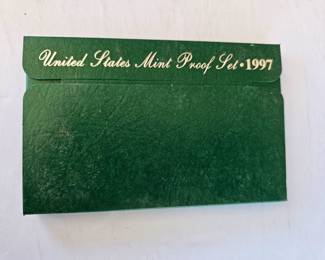 United States Mint Proof Set • 1997